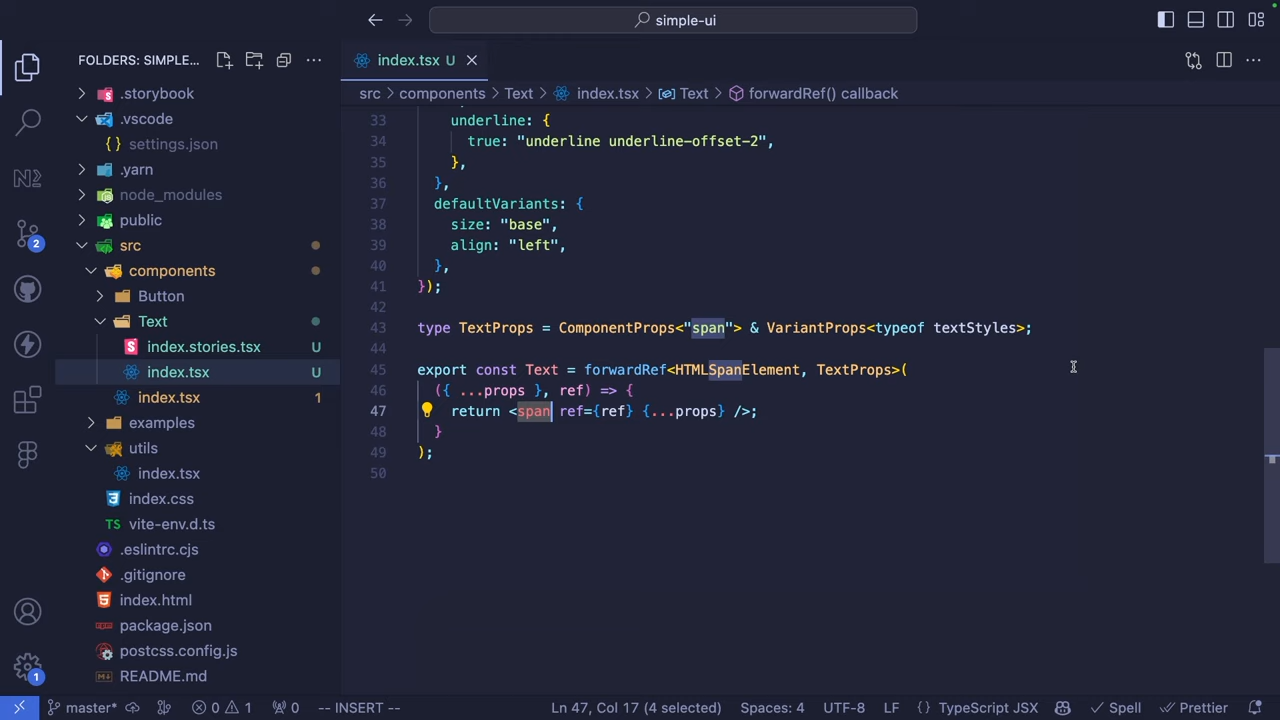 simple-ui
FOLDERS: SIMPLE...
.storybook
.vscode
settings.json
.yarn
node_modules
public
src
components
Button
Text
index.stories.tsx U
index.tsx U
index.tsx 1
examples
utils
index.tsx
index.css
TS vite-env.d.ts
.eslintrc.cjs
.gitignore
index.html
package.json
postcss.config.js
README.md
2
1
index.tsx U
src > components > Text > index.tsx > Text > forwardRef() callback
33 underline: {
34 true: "underline underline-offset-2",
35 },
36 },
37 defaultVariants: {
38 size: "base",
39 align: "left",
40 },
41 });
42
43 type TextProps = ComponentProps<"span"> & VariantProps<typeof textStyles>;
44
45 export const Text = forwardRef<HTMLSpanElement, TextProps>(
46 ({ ...props }, ref) => {
47 return <span ref={ref} {...props} />;
48 }
49 );
50
master* 0 1 0 -- INSERT -- Ln 47, Col 17 (4 selected) Spaces: 4 UTF-8 LF {} TypeScript JSX Spell Prettier